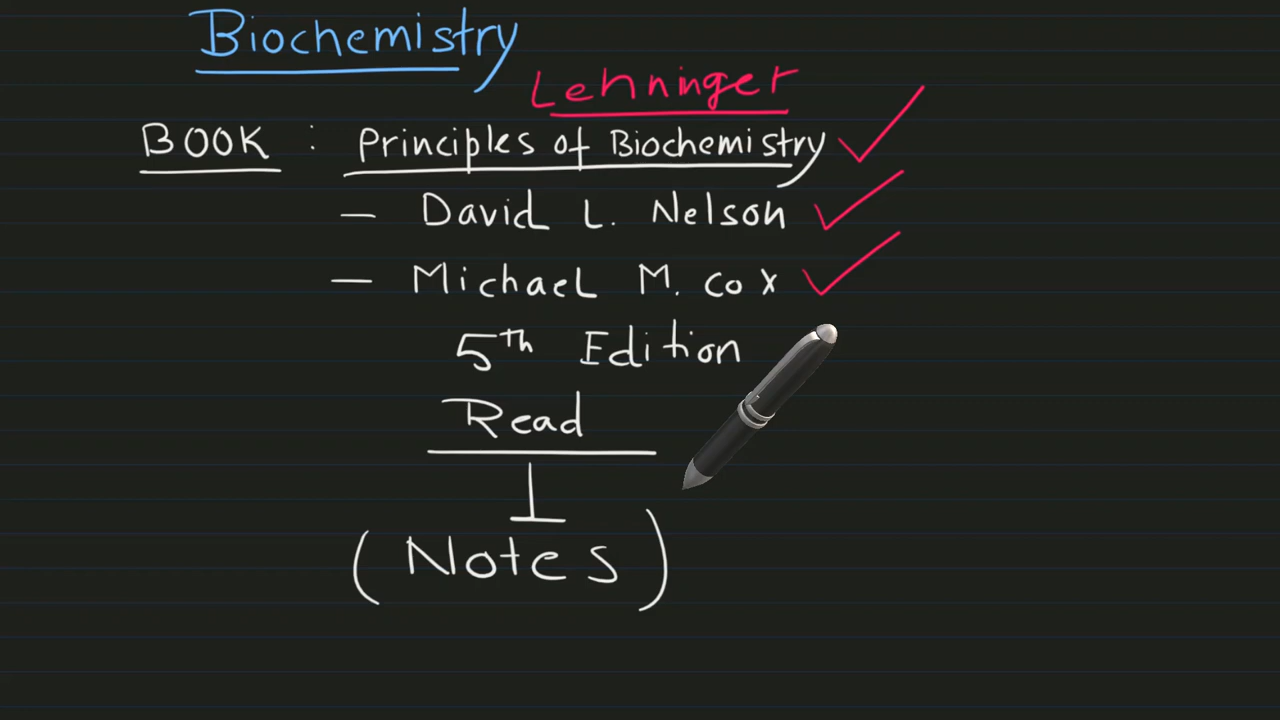 Biochemistry
Lehninger
BOOK : Principles of Biochemistry
— David L. Nelson
— Michael M. cox
5th Edition
Read
(Notes)